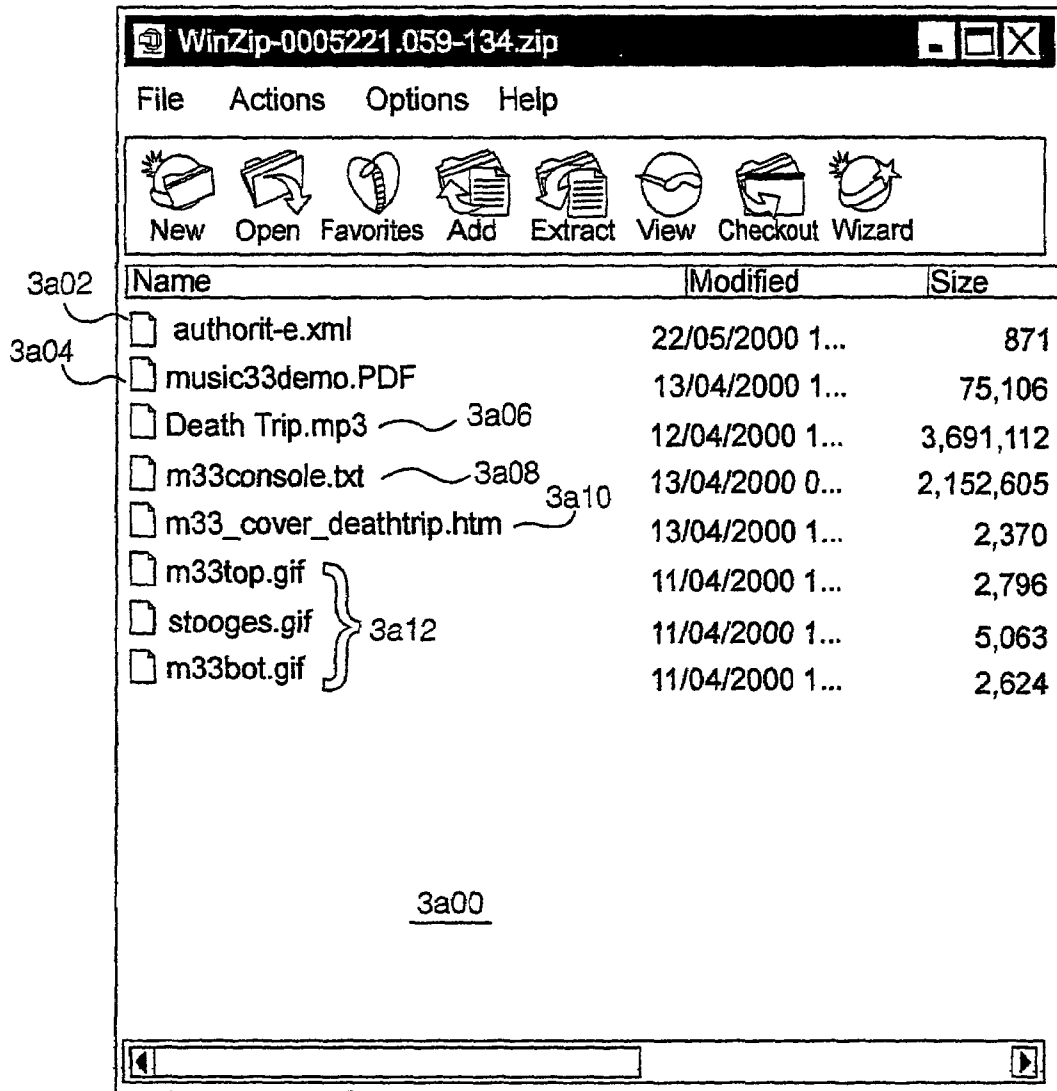 WinZip-0005221.059-134.zip
File Actions Options Help
New Open Favorites Add Extract View Checkout Wizard
Name Modified Size
3a02 authorit-e.xml 22/05/2000 1... 871
3a04 music33demo.PDF 13/04/2000 1... 75,106
Death Trip.mp3 3a06 12/04/2000 1... 3,691,112
m33console.txt 3a08 13/04/2000 0... 2,152,605
m33_cover_deathtrip.htm 3a10 13/04/2000 1... 2,370
m33top.gif 11/04/2000 1... 2,796
stooges.gif 3a12 11/04/2000 1... 5,063
m33bot.gif 11/04/2000 1... 2,624
3a00